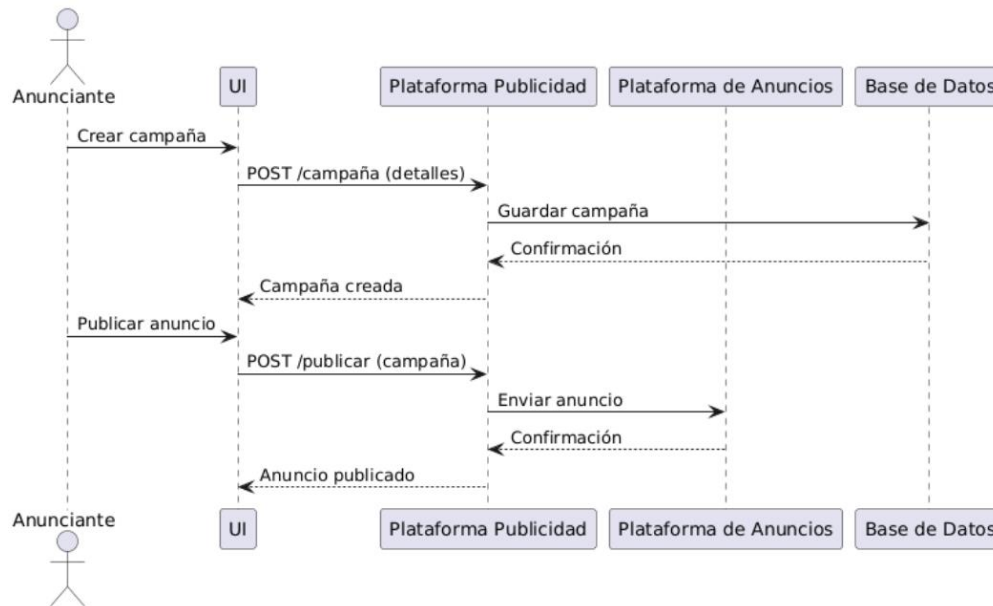 Anunciante
UI
Plataforma Publicidad
Plataforma de Anuncios
Base de Datos
Crear campaña
POST /campaña (detalles)
Guardar campaña
Confirmación
Campaña creada
Publicar anuncio
POST /publicar (campaña)
Enviar anuncio
Confirmación
Anuncio publicado
Anunciante
UI
Plataforma Publicidad
Plataforma de Anuncios
Base de Datos